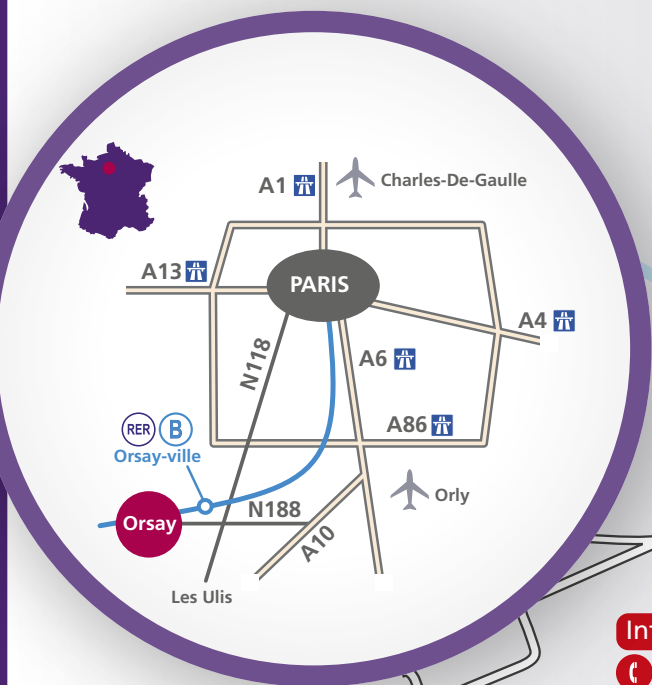 A1
Charles-De-Gaulle
A13
PARIS
A4
N118
A6
A86
RER B
Orsay-ville
Orly
Orsay
N188
A10
Les Ulis